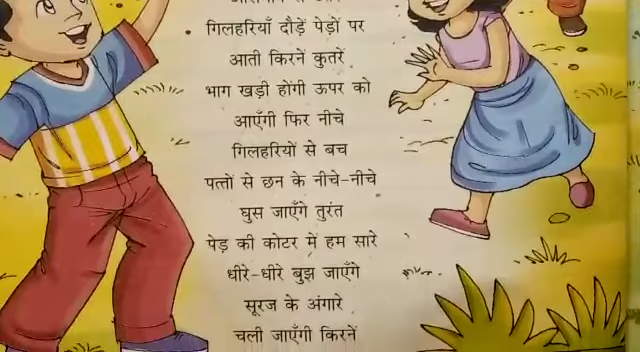 गिलहरियाँ दौड़ें पेड़ों पर
आती किरनें कुतरें
भाग खड़ी होंगी ऊपर को
आएँगी फिर नीचे
गिलहरियों से बच
पत्तों से छन के नीचे-नीचे
घुस जाएँगे तुरंत
पेड़ की कोटर में हम सारे
धीरे-धीरे बुझ जाएँगे
सूरज के अंगारे
चली जाएँगी किरनें